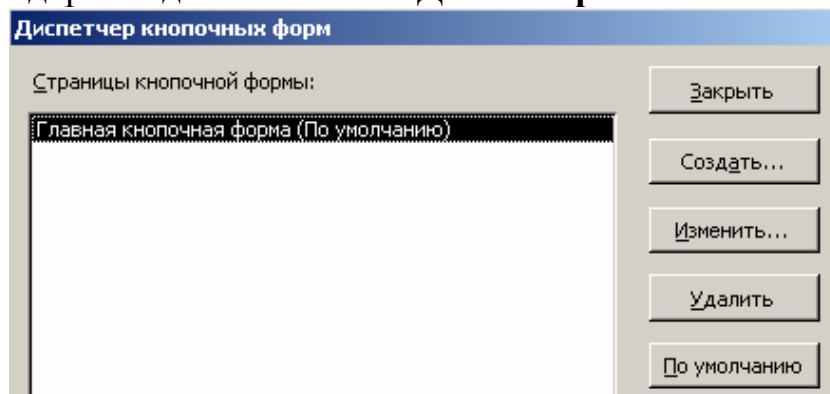 Диспетчер кнопочных форм
Страницы кнопочной формы:
Закрыть
Главная кнопочная форма (По умолчанию)
Создать...
Изменить...
Удалить
По умолчанию